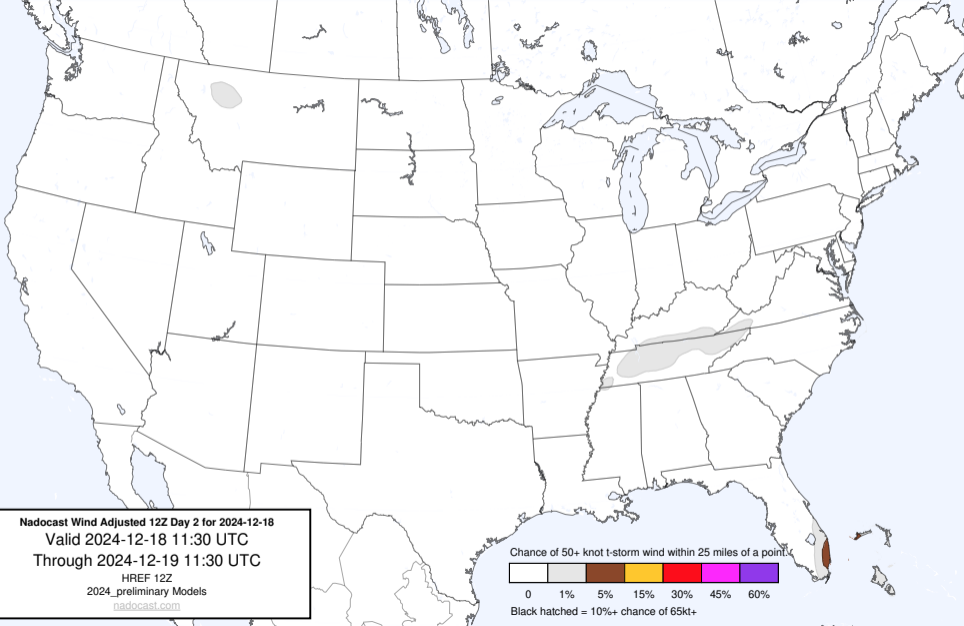 Nadocast Wind Adjusted 12Z Day 2 for 2024-12-18
Valid 2024-12-18 11:30 UTC
Through 2024-12-19 11:30 UTC
HREF 12Z
2024_preliminary Models
nadocast.com
Chance of 50+ knot t-storm wind within 25 miles of a point.
0 1% 5% 15% 30% 45% 60%
Black hatched = 10%+ chance of 65kt+